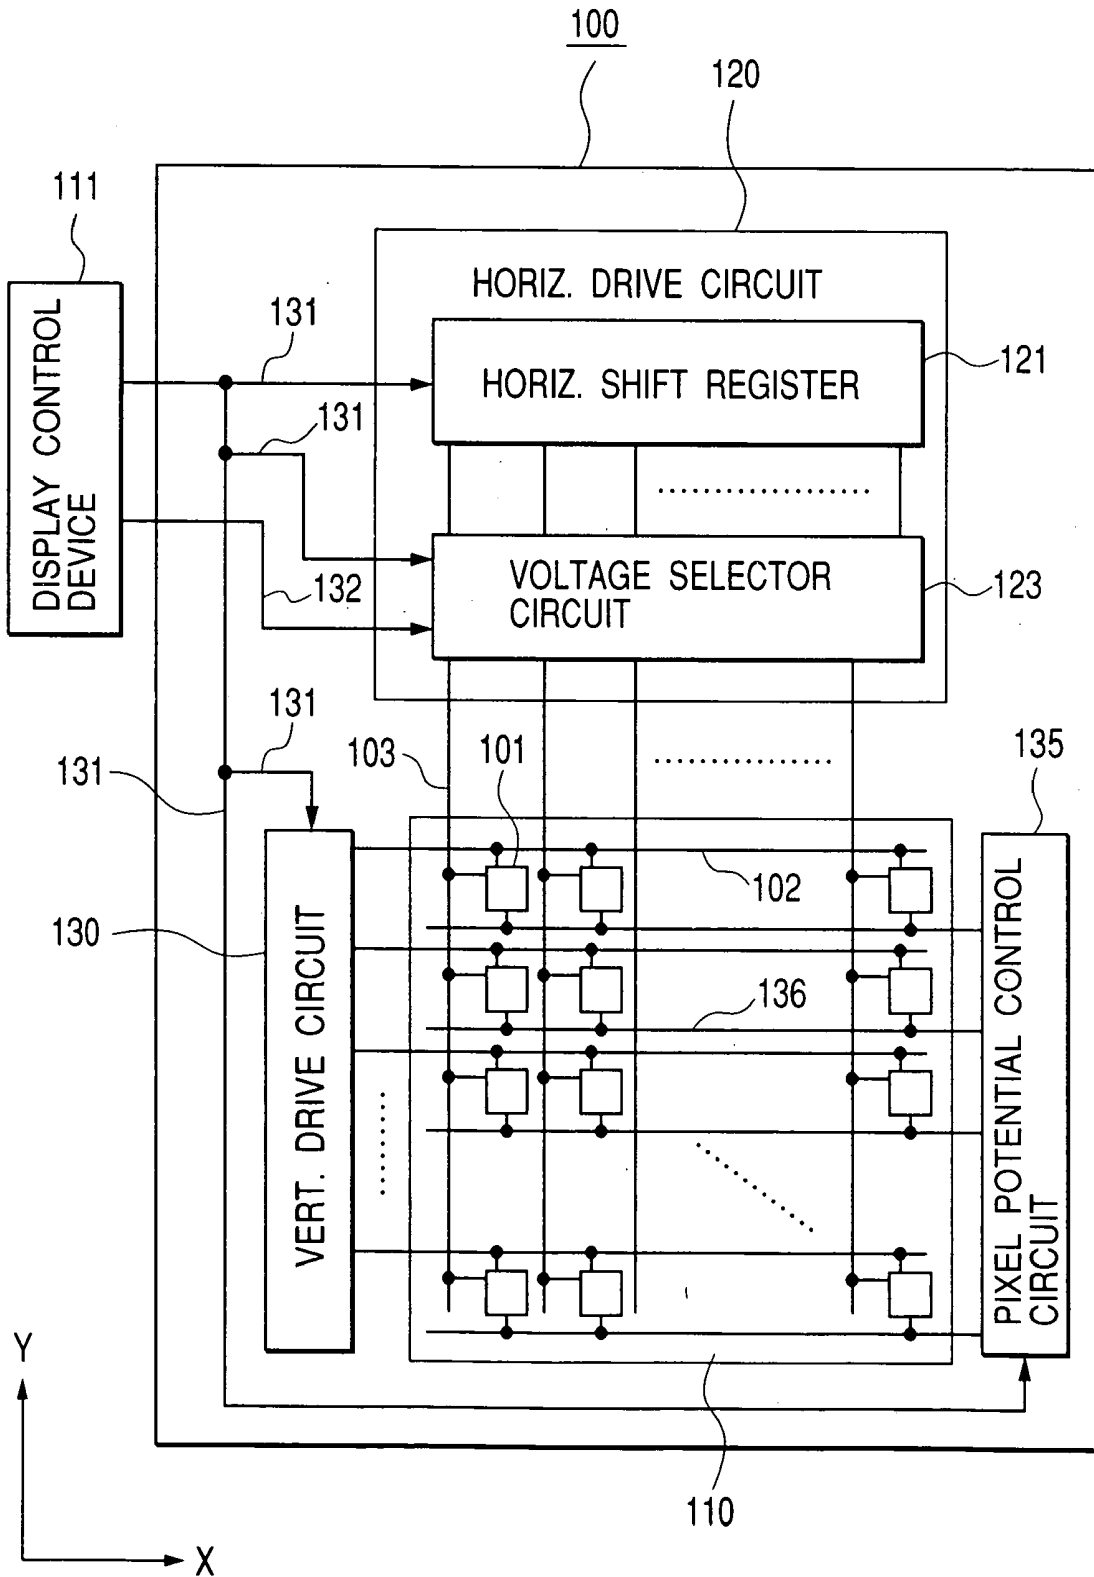 100
120
111
HORIZ. DRIVE CIRCUIT
131
HORIZ. SHIFT REGISTER
121
131
DISPLAY CONTROL
DEVICE
132
VOLTAGE SELECTOR
CIRCUIT
123
131
103
101
135
131
102
130
VERT. DRIVE CIRCUIT
136
PIXEL POTENTIAL CONTROL
CIRCUIT
Y
110
X